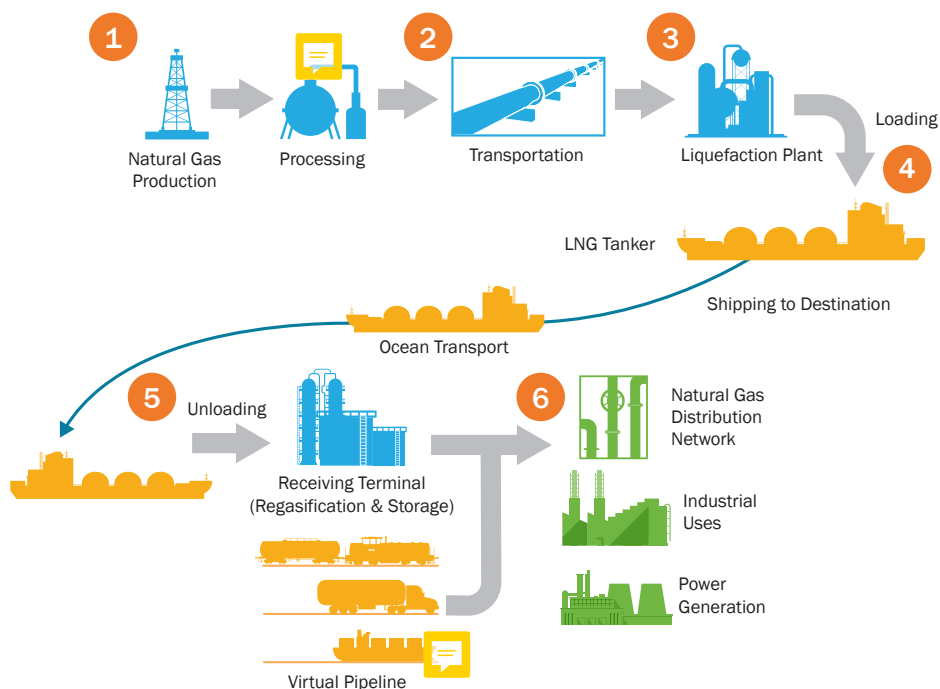 1
2
3
Natural Gas
Production
Processing
Transportation
Liquefaction Plant
Loading
4
LNG Tanker
Shipping to Destination
Ocean Transport
5
Unloading
Receiving Terminal
(Regasification & Storage)
6
Natural Gas
Distribution
Network
Industrial
Uses
Power
Generation
Virtual Pipeline